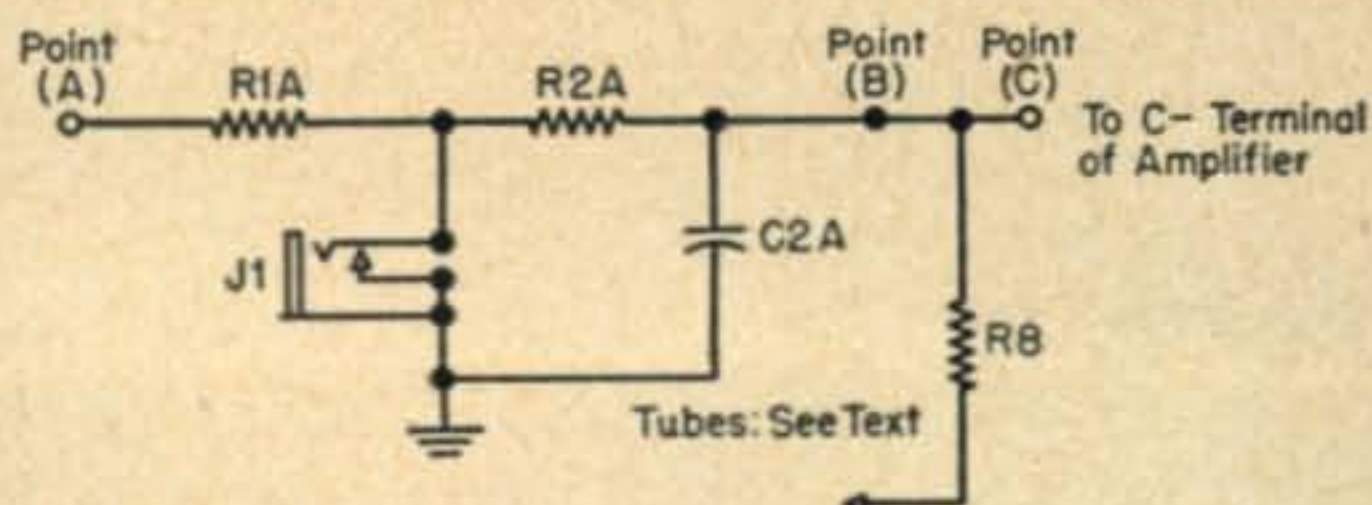 Point
(A)
R1A
R2A
Point
(B)
Point
(C)
To C- Terminal
of Amplifier
J1
C2A
R8
Tubes: See Text